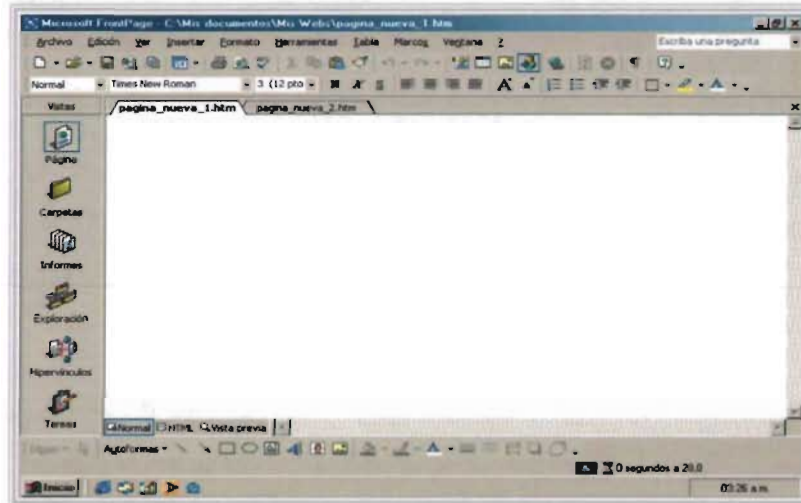 Microsoft FrontPage - C:\Mis documentos\Mis Webs\pagina_nueva_1.htm
Archivo Edición Ver Insertar Formato Herramientas Tabla Marcos Ventana ? Escriba una pregunta
Normal Times New Roman 3 (12 pto N K S A A A
Vistas
pagina_nueva_1.htm pagina_nueva_2.htm
Página
Carpetas
Informes
Exploración
Hipervínculos
Tareas
Normal HTML Vista previa
Autoformas A
0 segundos a 28.8
Inicio 03:26 a.m.